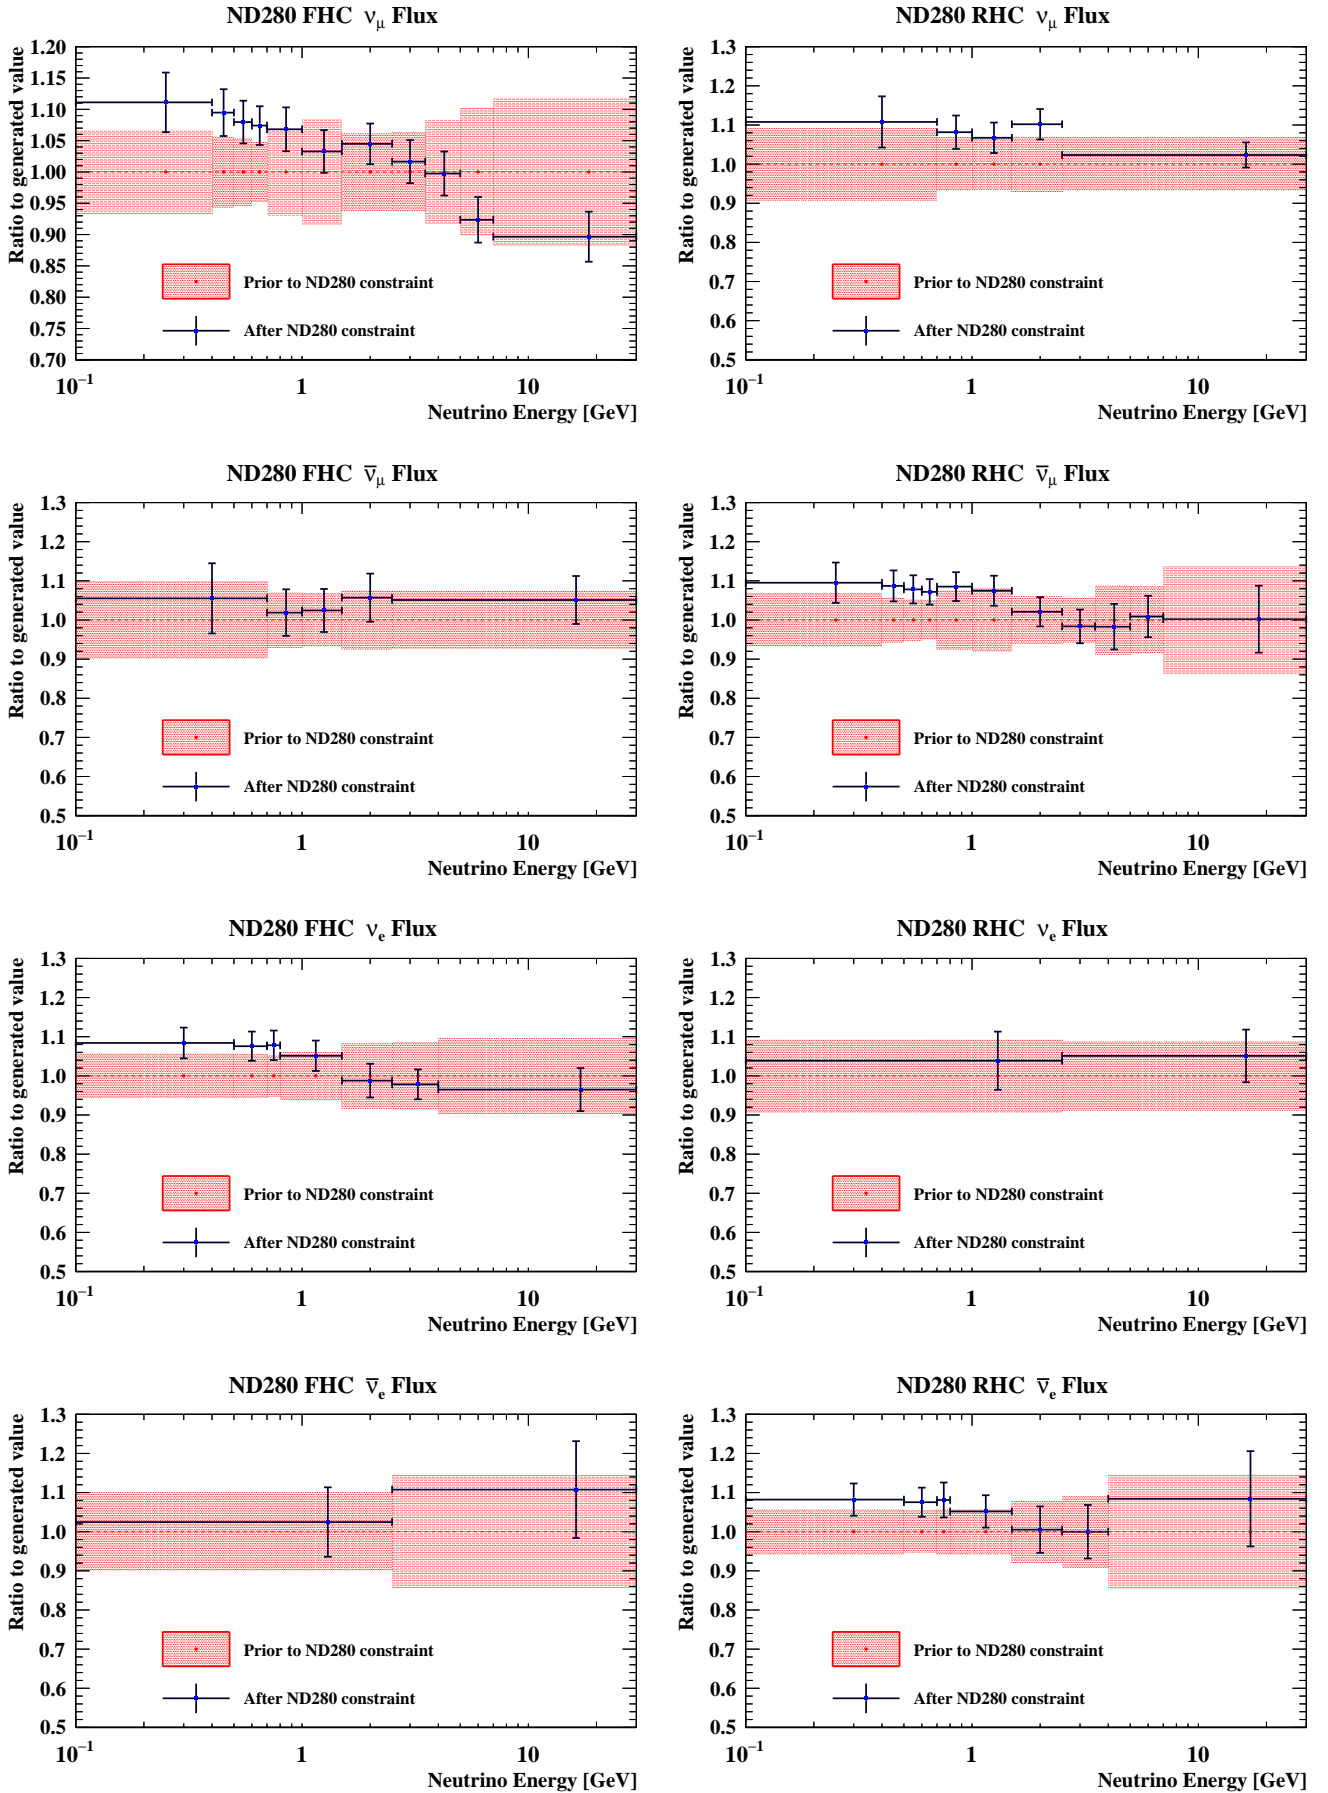 ND280 FHC ν_μ Flux
Ratio to generated value
1.20
1.15
1.10
1.05
1.00
0.95
0.90
0.85
0.80
0.75
0.70
Prior to ND280 constraint
After ND280 constraint
10⁻¹ 1 10
Neutrino Energy [GeV]
ND280 RHC ν_μ Flux
Ratio to generated value
1.3
1.2
1.1
1.0
0.9
0.8
0.7
0.6
0.5
Prior to ND280 constraint
After ND280 constraint
10⁻¹ 1 10
Neutrino Energy [GeV]
ND280 FHC ν̅_μ Flux
Ratio to generated value
1.3
1.2
1.1
1.0
0.9
0.8
0.7
0.6
0.5
Prior to ND280 constraint
After ND280 constraint
10⁻¹ 1 10
Neutrino Energy [GeV]
ND280 RHC ν̅_μ Flux
Ratio to generated value
1.3
1.2
1.1
1.0
0.9
0.8
0.7
0.6
0.5
Prior to ND280 constraint
After ND280 constraint
10⁻¹ 1 10
Neutrino Energy [GeV]
ND280 FHC ν_e Flux
Ratio to generated value
1.3
1.2
1.1
1.0
0.9
0.8
0.7
0.6
0.5
Prior to ND280 constraint
After ND280 constraint
10⁻¹ 1 10
Neutrino Energy [GeV]
ND280 RHC ν_e Flux
Ratio to generated value
1.3
1.2
1.1
1.0
0.9
0.8
0.7
0.6
0.5
Prior to ND280 constraint
After ND280 constraint
10⁻¹ 1 10
Neutrino Energy [GeV]
ND280 FHC ν̅_e Flux
Ratio to generated value
1.3
1.2
1.1
1.0
0.9
0.8
0.7
0.6
0.5
Prior to ND280 constraint
After ND280 constraint
10⁻¹ 1 10
Neutrino Energy [GeV]
ND280 RHC ν̅_e Flux
Ratio to generated value
1.3
1.2
1.1
1.0
0.9
0.8
0.7
0.6
0.5
Prior to ND280 constraint
After ND280 constraint
10⁻¹ 1 10
Neutrino Energy [GeV]